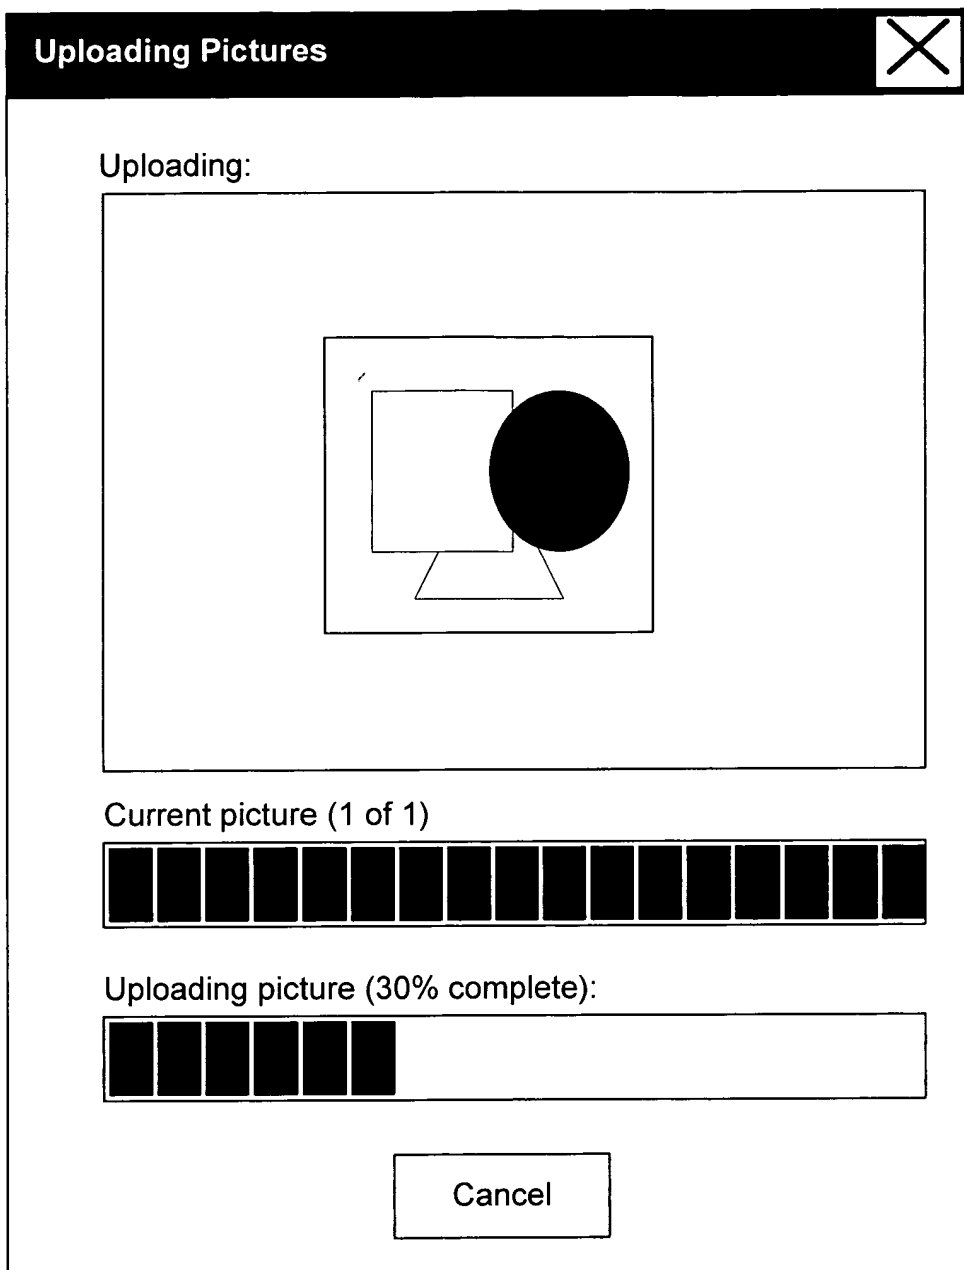 Uploading Pictures
Uploading:
Current picture (1 of 1)
Uploading picture (30% complete):
Cancel